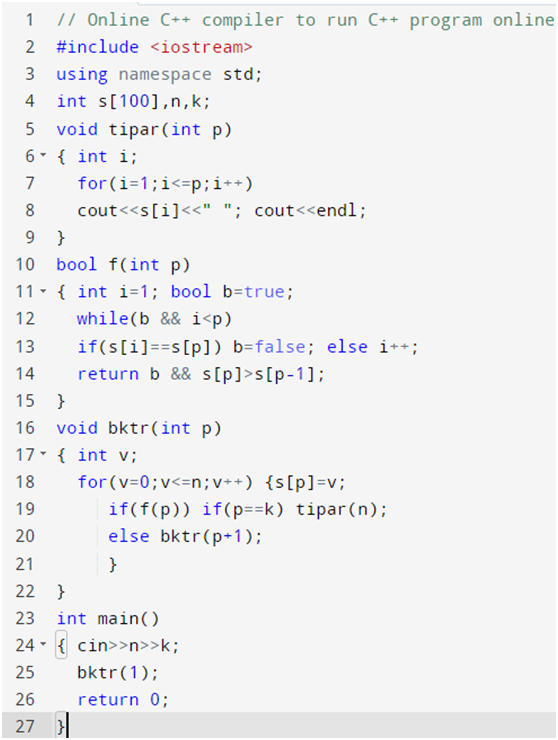 1 // Online C++ compiler to run C++ program online
2 #include <iostream>
3 using namespace std;
4 int s[100],n,k;
5 void tipar(int p)
6 { int i;
7 for(i=1;i<=p;i++)
8 cout<<s[i]<<" "; cout<<endl;
9 }
10 bool f(int p)
11 { int i=1; bool b=true;
12 while(b && i<p)
13 if(s[i]==s[p]) b=false; else i++;
14 return b && s[p]>s[p-1];
15 }
16 void bktr(int p)
17 { int v;
18 for(v=0;v<=n;v++) {s[p]=v;
19 if(f(p)) if(p==k) tipar(n);
20 else bktr(p+1);
21 }
22 }
23 int main()
24 { cin>>n>>k;
25 bktr(1);
26 return 0;
27 }